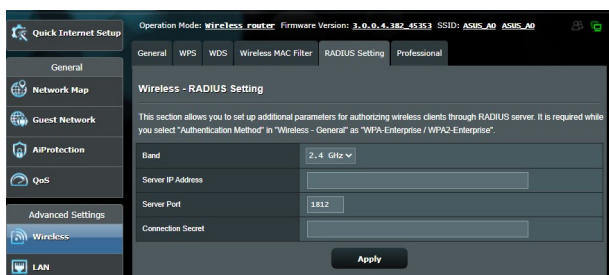 Quick Internet Setup
General
Network Map
Guest Network
AiProtection
QoS
Advanced Settings
Wireless
LAN
Operation Mode: Wireless router Firmware Version: 3.0.0.4.382_45353 SSID: ASUS_A0 ASUS_A0
General WPS WDS Wireless MAC Filter RADIUS Setting Professional
Wireless - RADIUS Setting
This section allows you to set up additional parameters for authorizing wireless clients through RADIUS server. It is required while
you select "Authentication Method" in "Wireless - General" as "WPA-Enterprise / WPA2-Enterprise".
Band 2.4 GHz
Server IP Address
Server Port 1812
Connection Secret
Apply